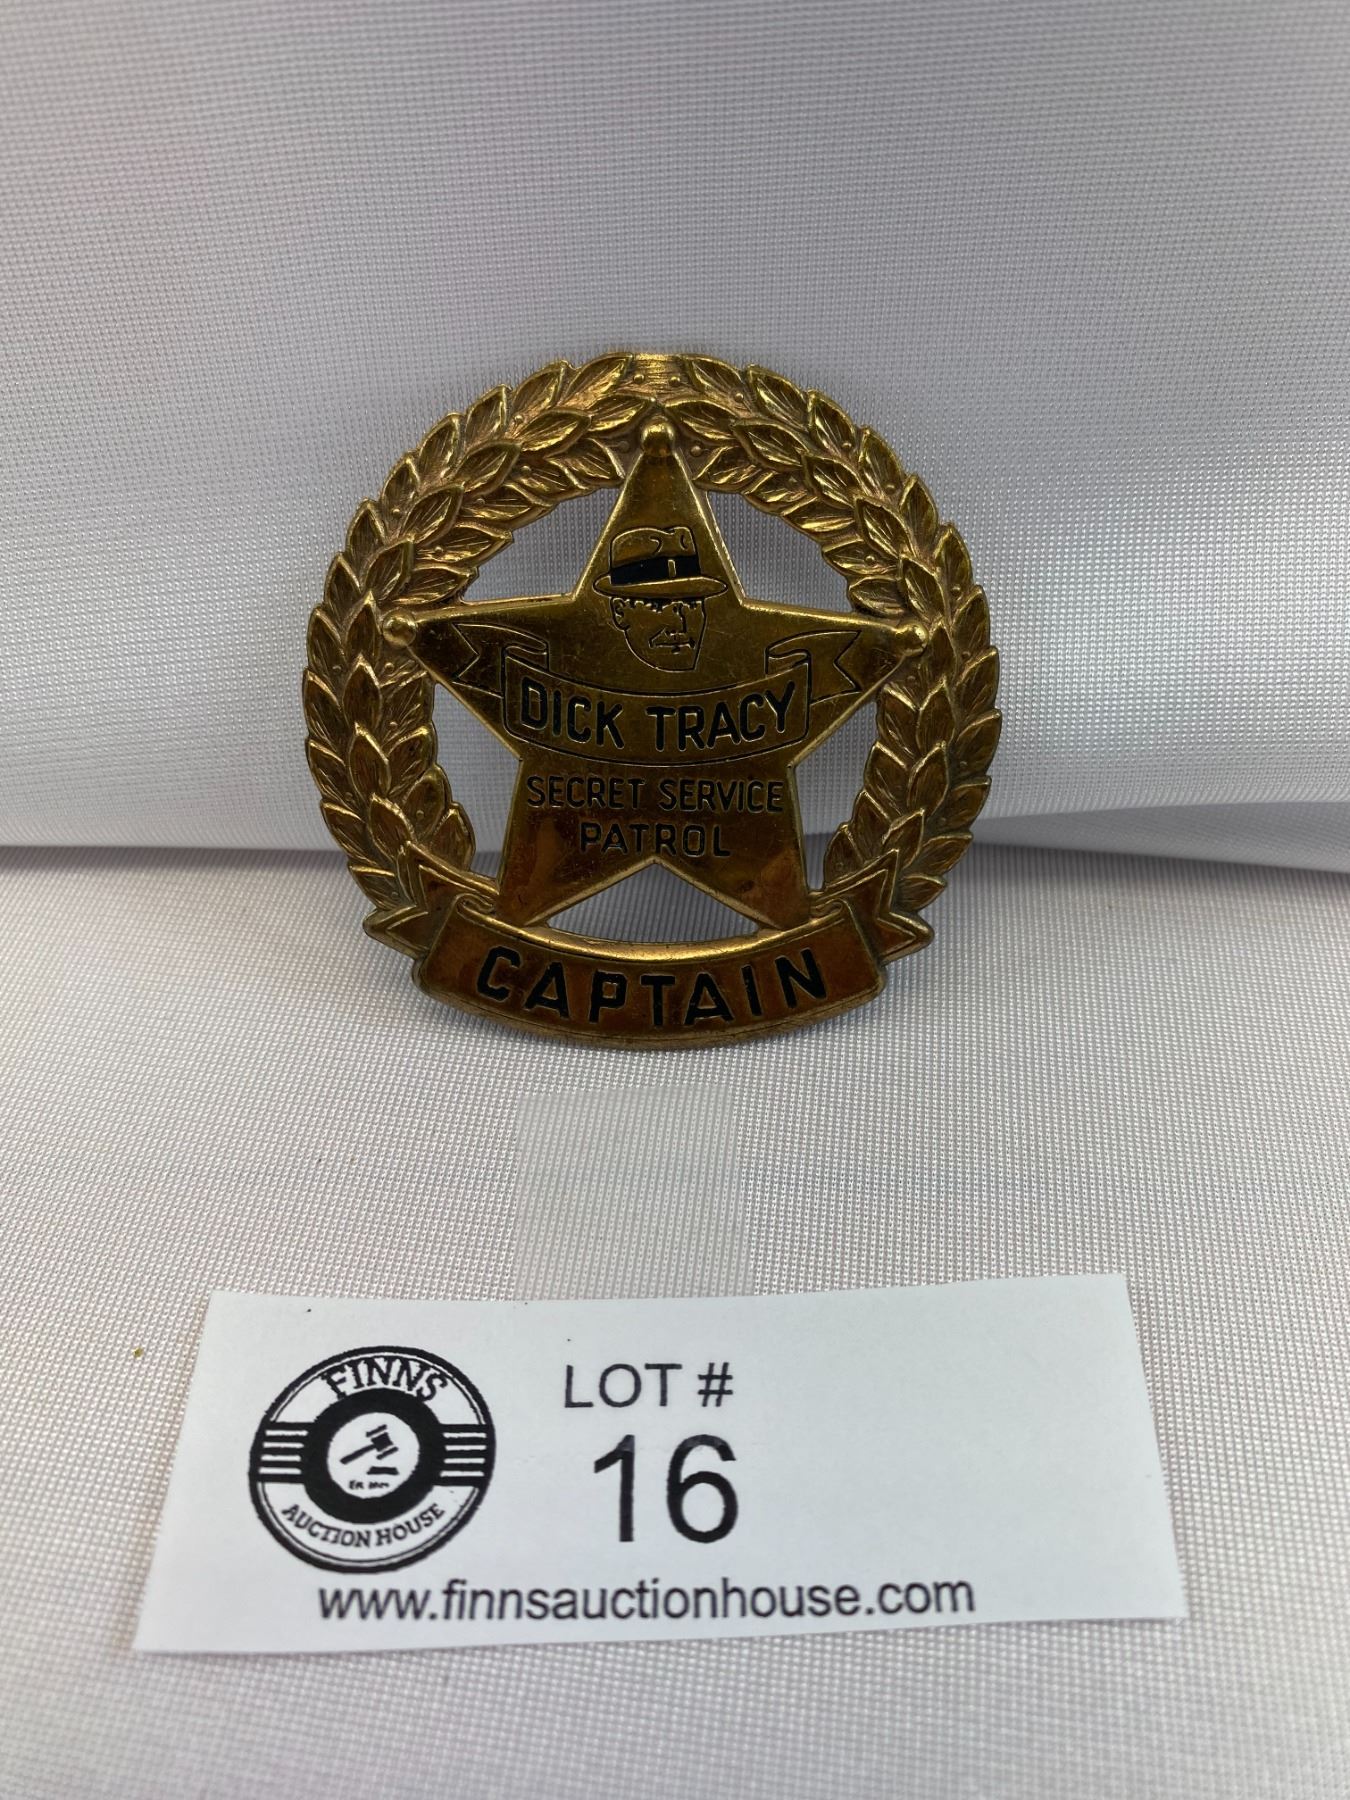 DICK TRACY
SECRET SERVICE
PATROL
CAPTAIN
FINNS
AUCTION HOUSE
LOT #
16
www.finnsauctionhouse.com